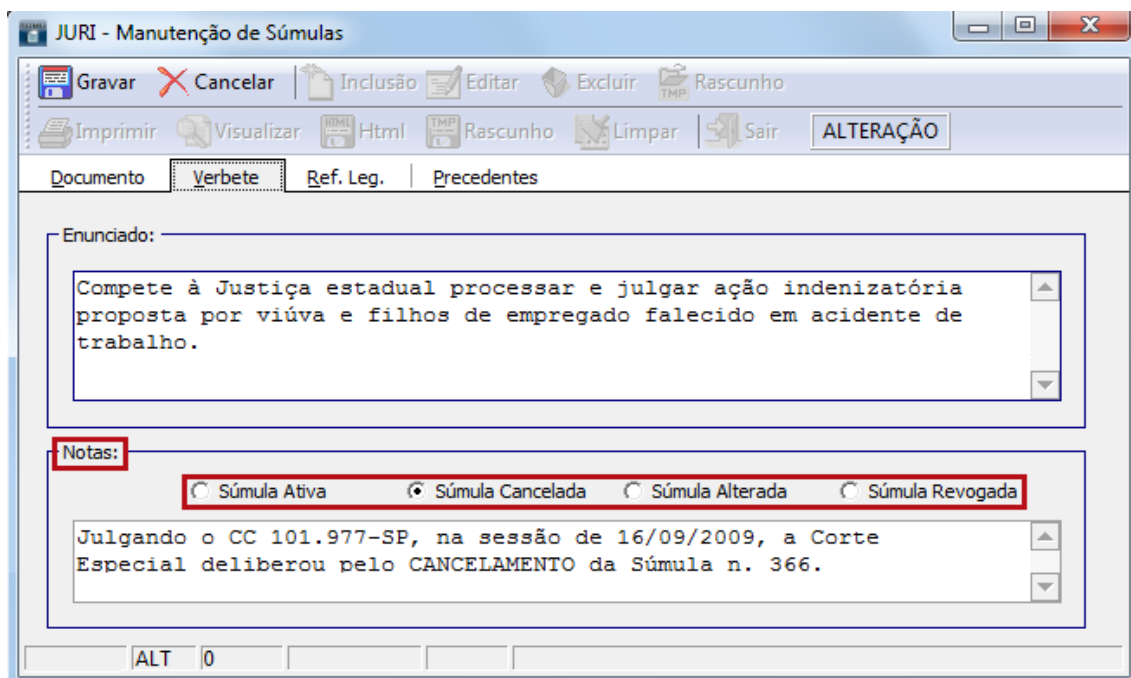 JURI - Manutenção de Súmulas
Gravar Cancelar Inclusão Editar Excluir TMP Rascunho
Imprimir Visualizar HTML Html TMP Rascunho Limpar Sair ALTERAÇÃO
Documento Verbete Ref. Leg. Precedentes
Enunciado:
Compete à Justiça estadual processar e julgar ação indenizatória
proposta por viúva e filhos de empregado falecido em acidente de
trabalho.
Notas:
Súmula Ativa Súmula Cancelada Súmula Alterada Súmula Revogada
Julgando o CC 101.977-SP, na sessão de 16/09/2009, a Corte
Especial deliberou pelo CANCELAMENTO da Súmula n. 366.
ALT 0